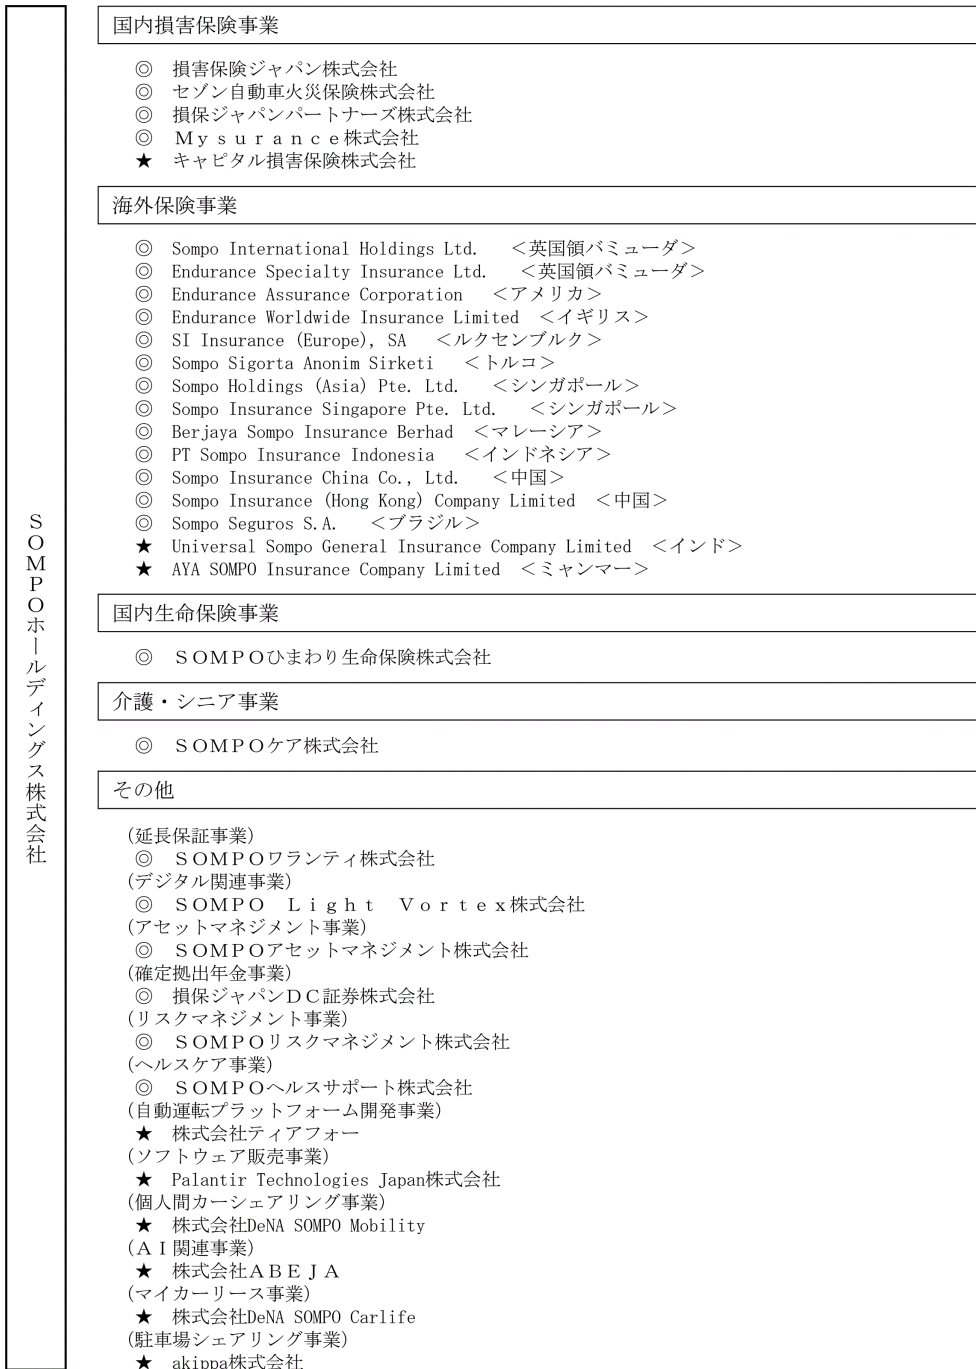 SOMPOホールディングス株式会社
国内損害保険事業
◎ 損害保険ジャパン株式会社
◎ セゾン自動車火災保険株式会社
◎ 損保ジャパンパートナーズ株式会社
◎ Ｍｙｓｕｒａｎｃｅ株式会社
★ キャピタル損害保険株式会社
海外保険事業
◎ Sompo International Holdings Ltd. ＜英国領バミューダ＞
◎ Endurance Specialty Insurance Ltd. ＜英国領バミューダ＞
◎ Endurance Assurance Corporation ＜アメリカ＞
◎ Endurance Worldwide Insurance Limited ＜イギリス＞
◎ SI Insurance (Europe), SA ＜ルクセンブルク＞
◎ Sompo Sigorta Anonim Sirketi ＜トルコ＞
◎ Sompo Holdings (Asia) Pte. Ltd. ＜シンガポール＞
◎ Sompo Insurance Singapore Pte. Ltd. ＜シンガポール＞
◎ Berjaya Sompo Insurance Berhad ＜マレーシア＞
◎ PT Sompo Insurance Indonesia ＜インドネシア＞
◎ Sompo Insurance China Co., Ltd. ＜中国＞
◎ Sompo Insurance (Hong Kong) Company Limited ＜中国＞
◎ Sompo Seguros S.A. ＜ブラジル＞
★ Universal Sompo General Insurance Company Limited ＜インド＞
★ AYA SOMPO Insurance Company Limited ＜ミャンマー＞
国内生命保険事業
◎ ＳＯＭＰＯひまわり生命保険株式会社
介護・シニア事業
◎ ＳＯＭＰＯケア株式会社
その他
(延長保証事業)
◎ ＳＯＭＰＯワランティ株式会社
(デジタル関連事業)
◎ ＳＯＭＰＯ Ｌｉｇｈｔ Ｖｏｒｔｅｘ株式会社
(アセットマネジメント事業)
◎ ＳＯＭＰＯアセットマネジメント株式会社
(確定拠出年金事業)
◎ 損保ジャパンＤＣ証券株式会社
(リスクマネジメント事業)
◎ ＳＯＭＰＯリスクマネジメント株式会社
(ヘルスケア事業)
◎ ＳＯＭＰＯヘルスサポート株式会社
(自動運転プラットフォーム開発事業)
★ 株式会社ティアフォー
(ソフトウェア販売事業)
★ Palantir Technologies Japan株式会社
(個人間カーシェアリング事業)
★ 株式会社DeNA SOMPO Mobility
(ＡＩ関連事業)
★ 株式会社ＡＢＥＪＡ
(マイカーリース事業)
★ 株式会社DeNA SOMPO Carlife
(駐車場シェアリング事業)
★ akippa株式会社